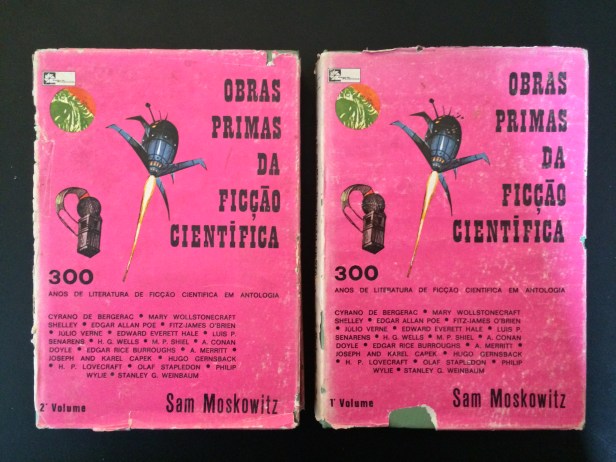 OBRAS
PRIMAS
DA
FICÇÃO
CIENTÍFICA
300
ANOS DE LITERATURA DE FICÇÃO CIENTIFICA EM ANTOLOGIA
CYRANO DE BERGERAC • MARY WOLLSTONECRAFT
SHELLEY • EDGAR ALLAN POE • FITZ-JAMES O'BRIEN
• JULIO VERNE • EDWARD EVERETT HALE • LUIS P.
SENARENS • H. G. WELLS • M. P. SHIEL • A. CONAN
DOYLE • EDGAR RICE BURROUGHS • A. MERRITT •
JOSEPH AND KAREL CAPEK • HUGO GERNSBACK
• H. P. LOVECRAFT • OLAF STAPLEDON • PHILIP
WYLIE • STANLEY G. WEINBAUM
2º Volume
Sam Moskowitz
OBRAS
PRIMAS
DA
FICÇÃO
CIENTÍFICA
300
ANOS DE LITERATURA DE FICÇÃO CIENTIFICA EM ANTOLOGIA
CYRANO DE BERGERAC • MARY WOLLSTONECRAFT
SHELLEY • EDGAR ALLAN POE • FITZ-JAMES O'BRIEN
• JULIO VERNE • EDWARD EVERETT HALE • LUIS P.
SENARENS • H. G. WELLS • M. P. SHIEL • A. CONAN
DOYLE • EDGAR RICE BURROUGHS • A. MERRITT •
JOSEPH AND KAREL CAPEK • HUGO GERNSBACK
• H. P. LOVECRAFT • OLAF STAPLEDON • PHILIP
WYLIE • STANLEY G. WEINBAUM
1º Volume
Sam Moskowitz